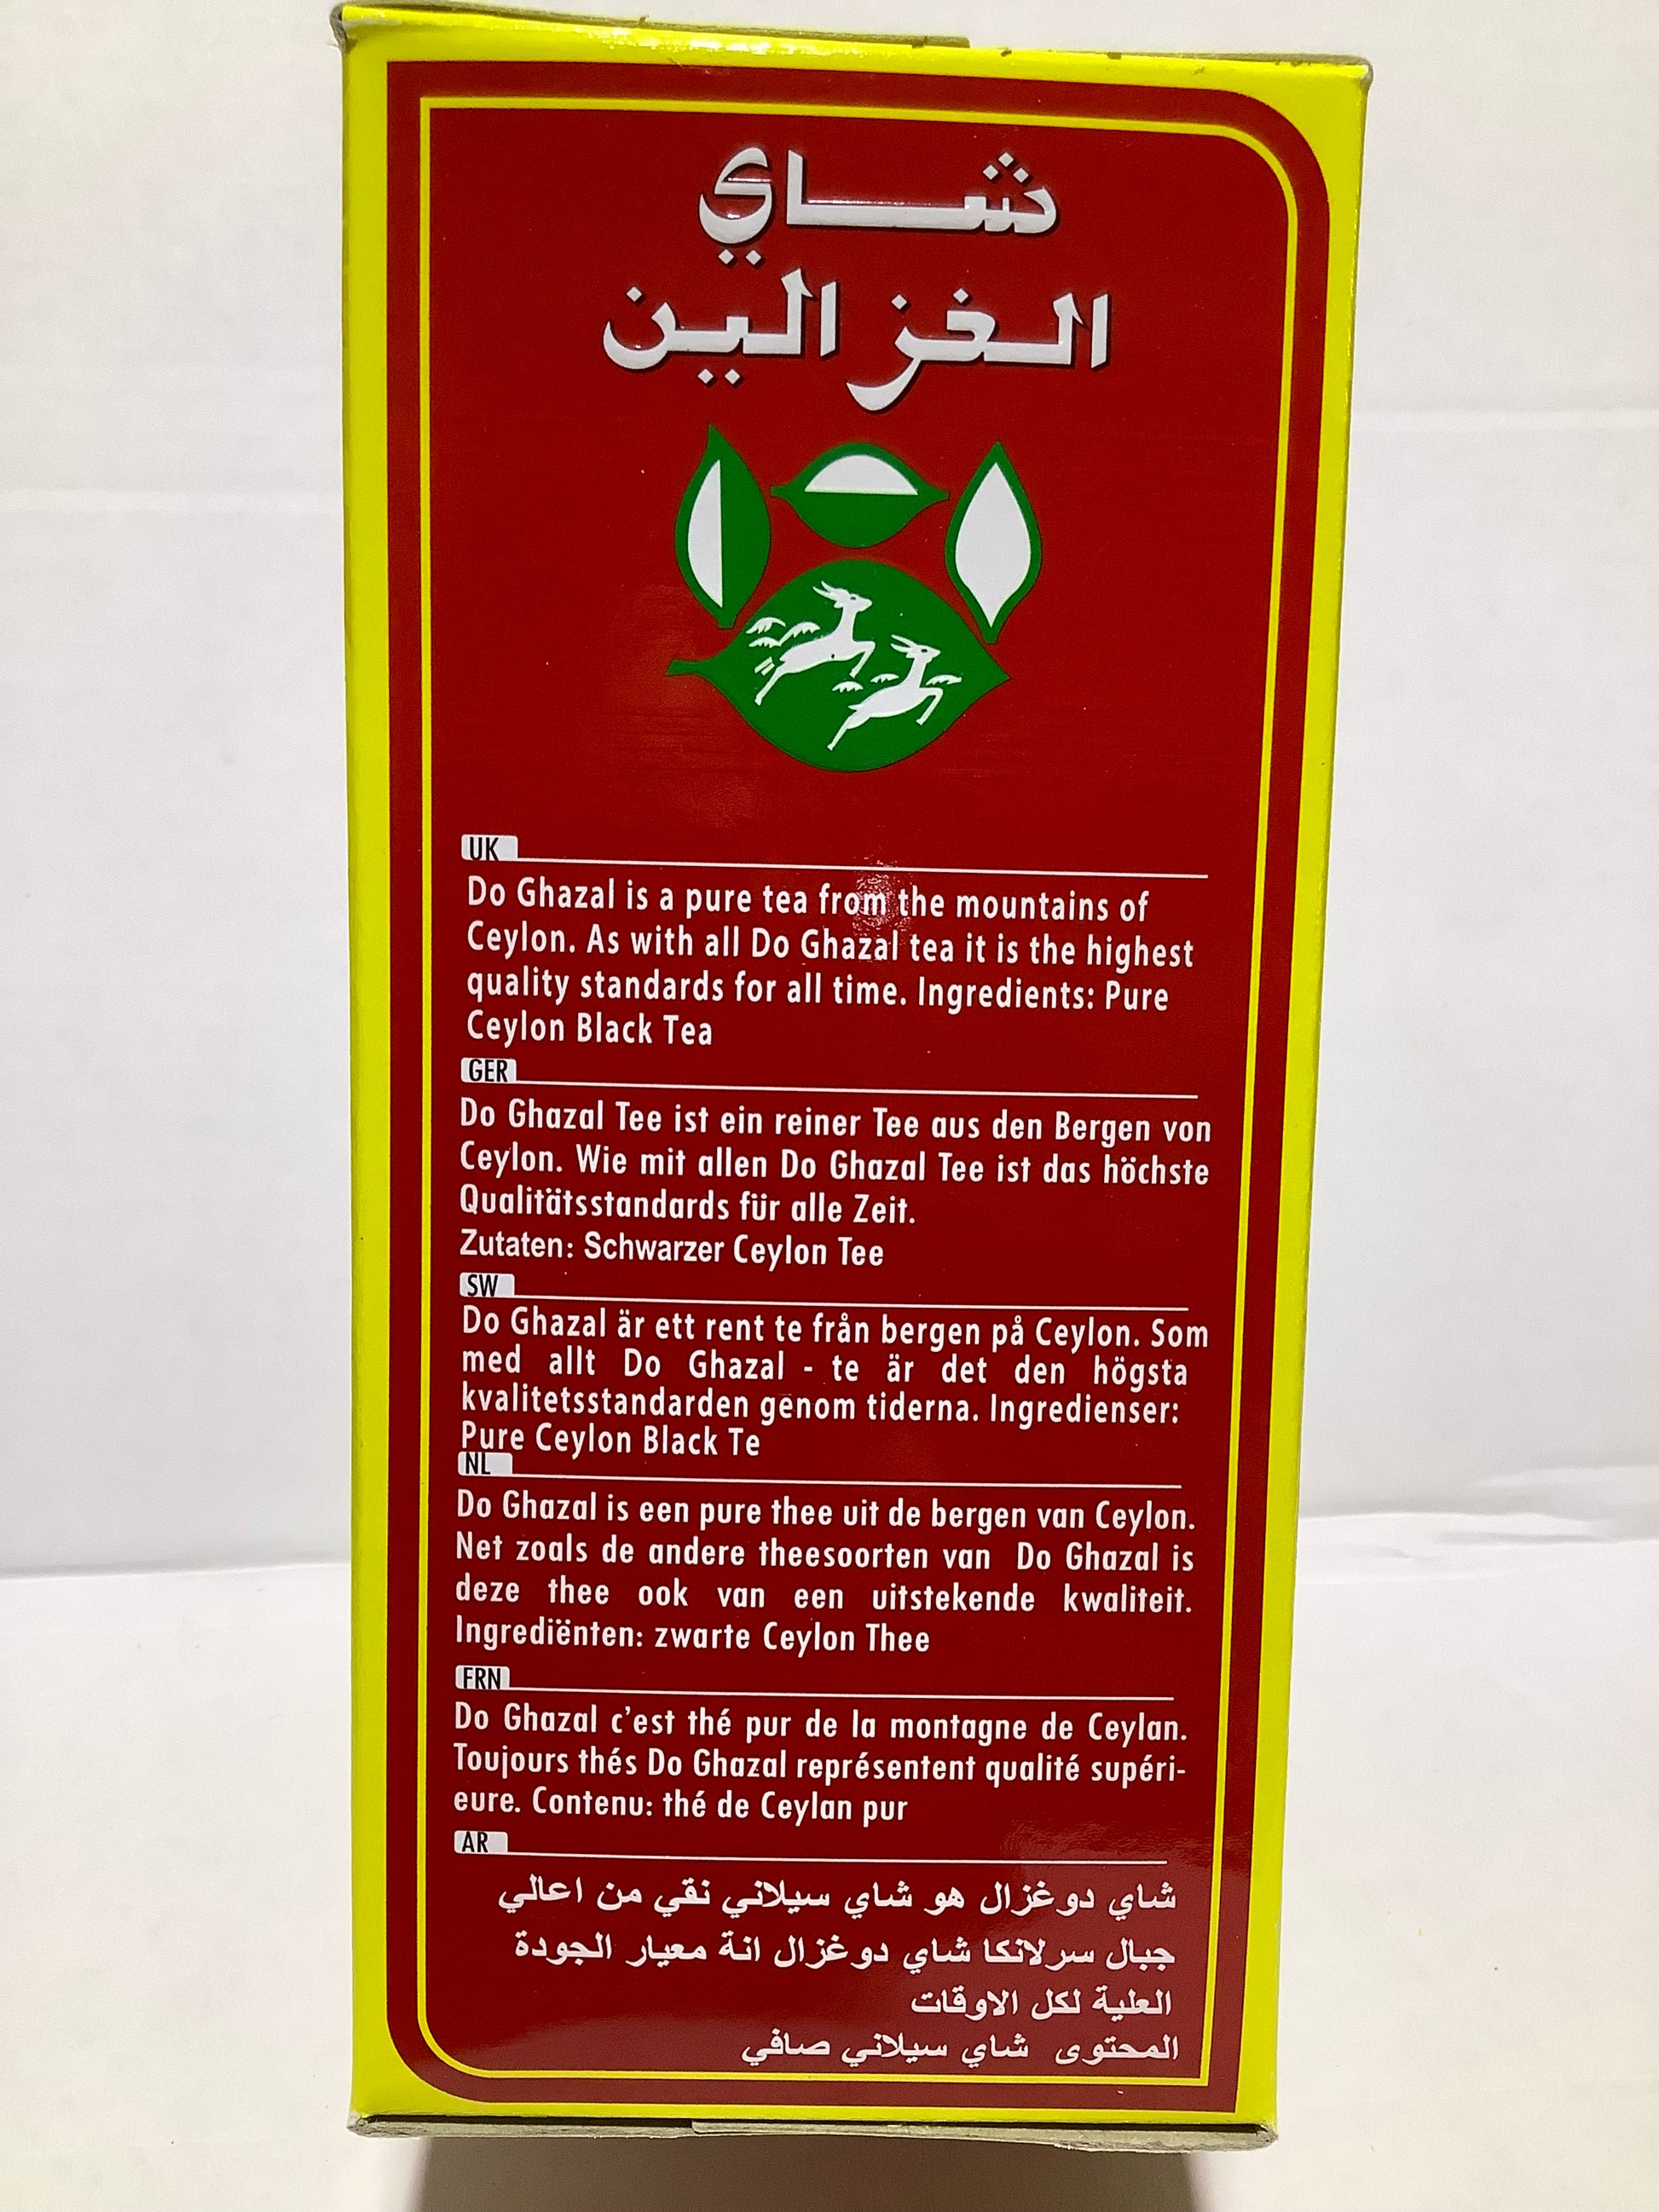 شاي
الغزالين
UK
Do Ghazal is a pure tea from the mountains of
Ceylon. As with all Do Ghazal tea it is the highest
quality standards for all time. Ingredients: Pure
Ceylon Black Tea
GER
Do Ghazal Tee ist ein reiner Tee aus den Bergen von
Ceylon. Wie mit allen Do Ghazal Tee ist das höchste
Qualitätsstandards für alle Zeit.
Zutaten: Schwarzer Ceylon Tee
SW
Do Ghazal är ett rent te från bergen på Ceylon. Som
med allt Do Ghazal - te är det den högsta
kvalitetsstandarden genom tiderna. Ingredienser:
Pure Ceylon Black Te
NL
Do Ghazal is een pure thee uit de bergen van Ceylon.
Net zoals de andere theesoorten van Do Ghazal is
deze thee ook van een uitstekende kwaliteit.
Ingrediënten: zwarte Ceylon Thee
FRN
Do Ghazal c'est thé pur de la montagne de Ceylan.
Toujours thés Do Ghazal représentent qualité supéri-
eure. Contenu: thé de Ceylan pur
AR
شاي دوغزال هو شاي سيلاني نقي من اعالي
جبال سرلانكا شاي دوغزال انة معيار الجودة
العلية لكل الاوقات
المحتوى شاي سيلاني صافي